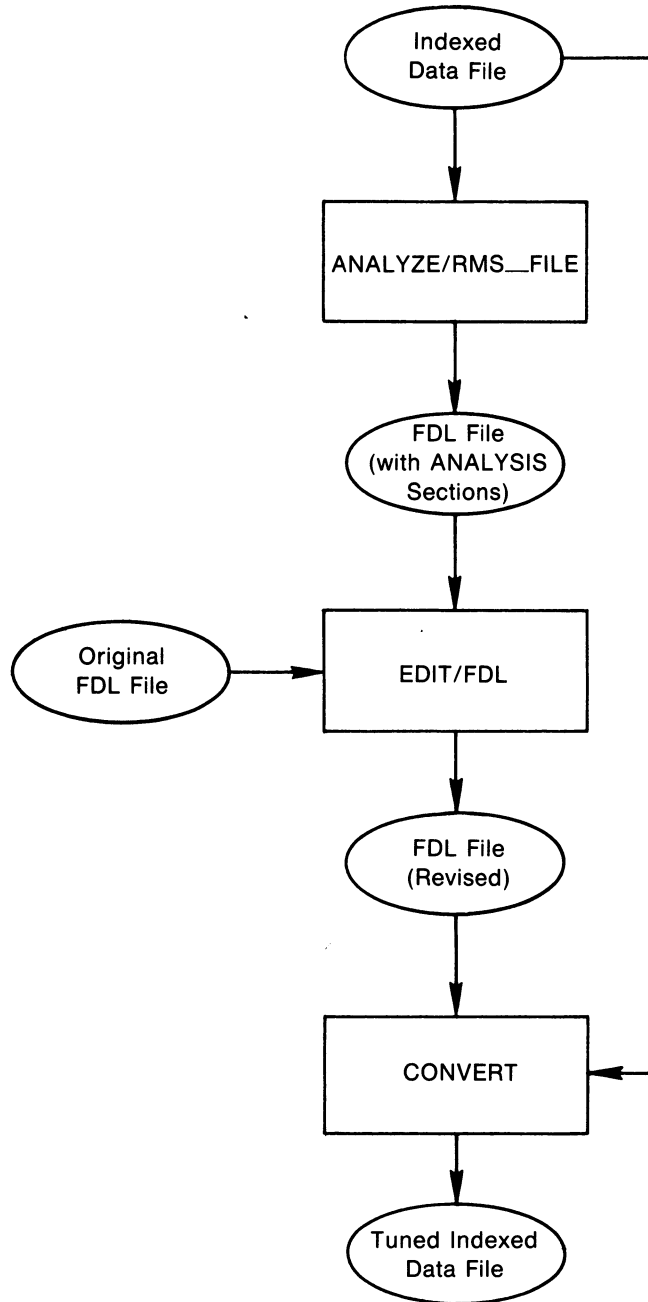 Indexed
Data File
ANALYZE/RMS__FILE
FDL File
(with ANALYSIS
Sections)
Original
FDL File
EDIT/FDL
FDL File
(Revised)
CONVERT
Tuned Indexed
Data File